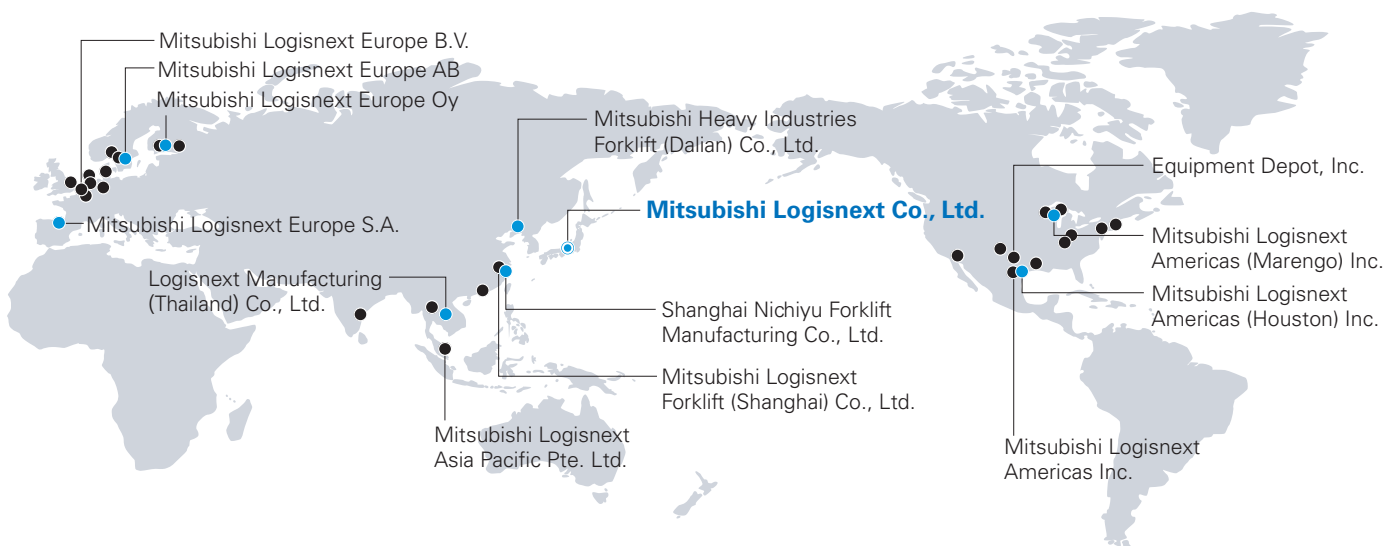 Mitsubishi Logisnext Europe B.V.
Mitsubishi Logisnext Europe AB
Mitsubishi Logisnext Europe Oy
Mitsubishi Logisnext Europe S.A.
Logisnext Manufacturing
(Thailand) Co., Ltd.
Mitsubishi Heavy Industries
Forklift (Dalian) Co., Ltd.
Mitsubishi Logisnext Co., Ltd.
Shanghai Nichiyu Forklift
Manufacturing Co., Ltd.
Mitsubishi Logisnext
Forklift (Shanghai) Co., Ltd.
Mitsubishi Logisnext
Asia Pacific Pte. Ltd.
Equipment Depot, Inc.
Mitsubishi Logisnext
Americas (Marengo) Inc.
Mitsubishi Logisnext
Americas (Houston) Inc.
Mitsubishi Logisnext
Americas Inc.